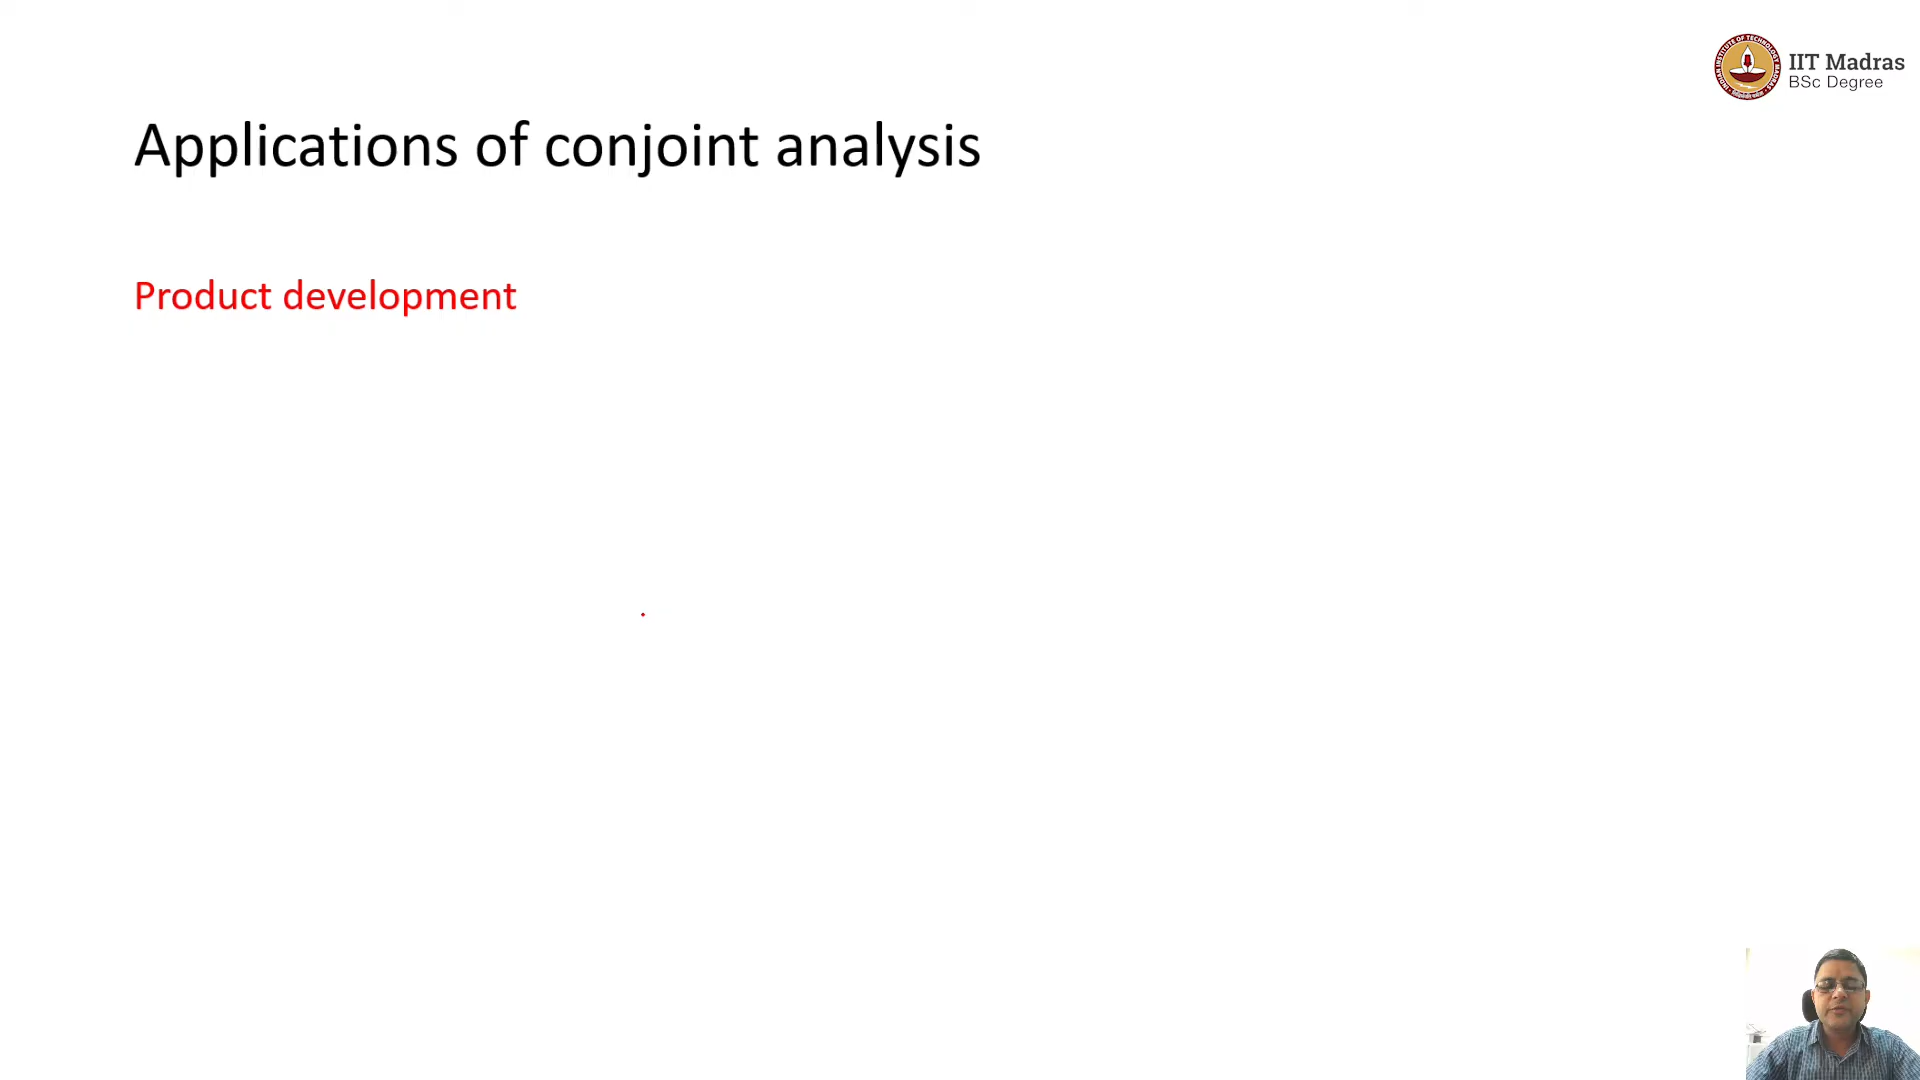 IIT Madras
BSc Degree
Applications of conjoint analysis
Product development